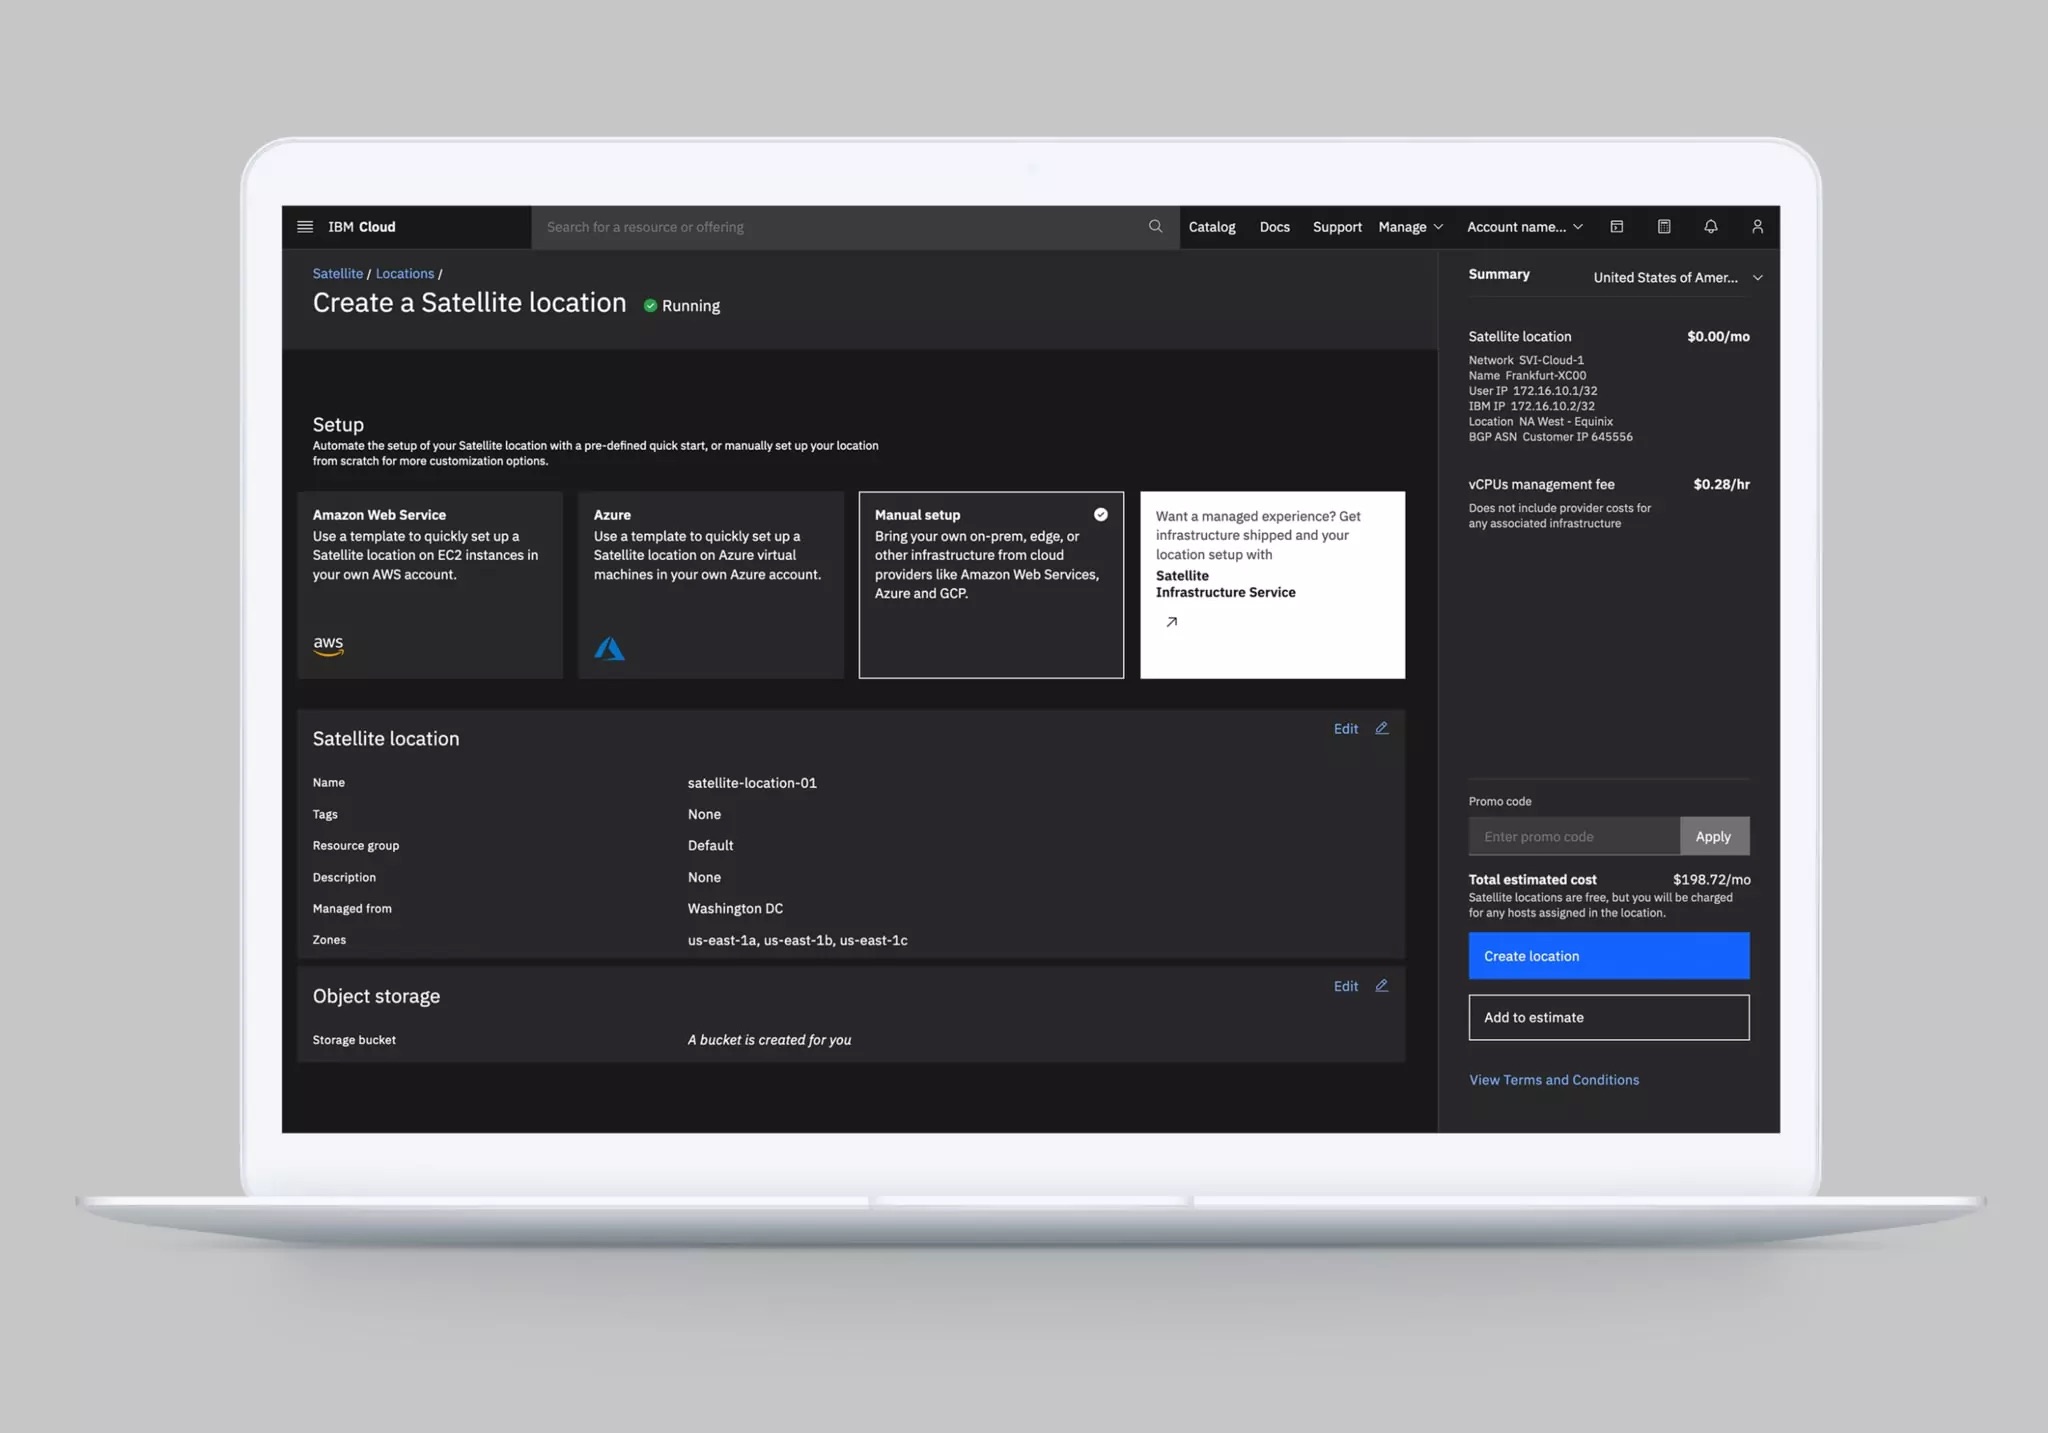 IBM Cloud
Search for a resource or offering
Catalog
Docs
Support
Manage
Account name...
Satellite / Locations /
Create a Satellite location
Running
Setup
Automate the setup of your Satellite location with a pre-defined quick start, or manually set up your location
from scratch for more customization options.
Amazon Web Service
Use a template to quickly set up a
Satellite location on EC2 instances in
your own AWS account.
aws
Azure
Use a template to quickly set up a
Satellite location on Azure virtual
machines in your own Azure account.
Manual setup
Bring your own on-prem, edge, or
other infrastructure from cloud
providers like Amazon Web Services,
Azure and GCP.
Want a managed experience? Get
infrastructure shipped and your
location setup with
Satellite
Infrastructure Service
Satellite location
Edit
Name satellite-location-01
Tags None
Resource group Default
Description None
Managed from Washington DC
Zones us-east-1a, us-east-1b, us-east-1c
Object storage
Edit
Storage bucket A bucket is created for you
Summary
United States of Amer...
Satellite location $0.00/mo
Network SVI-Cloud-1
Name Frankfurt-XC00
User IP 172.16.10.1/32
IBM IP 172.16.10.2/32
Location NA West - Equinix
BGP ASN Customer IP 645556
vCPUs management fee $0.28/hr
Does not include provider costs for
any associated infrastructure
Promo code
Enter promo code
Apply
Total estimated cost $198.72/mo
Satellite locations are free, but you will be charged
for any hosts assigned in the location.
Create location
Add to estimate
View Terms and Conditions